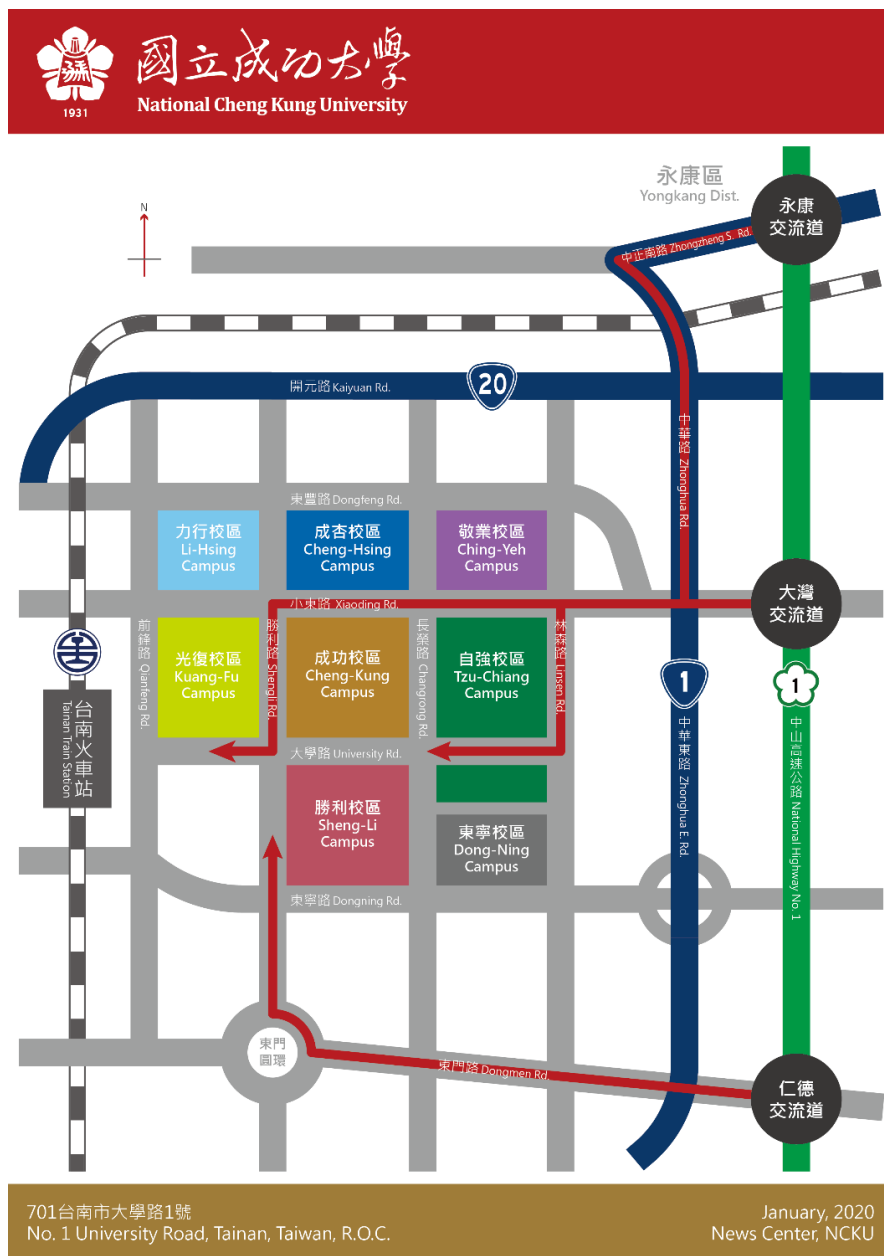 國立成功大學
National Cheng Kung University
1931
永康區
Yongkang Dist.
永康
交流道
N
中正南路 Zhongzheng S. Rd.
開元路 Kaiyuan Rd.
20
中華路 Zhonghua Rd.
東豐路 Dongfeng Rd.
力行校區
Li-Hsing
Campus
成杏校區
Cheng-Hsing
Campus
敬業校區
Ching-Yeh
Campus
大灣
交流道
小東路 Xiaoding Rd.
前鋒路 Qianfeng Rd.
勝利路 Shengli Rd.
長榮路 Changrong Rd.
林森路 Linsen Rd.
光復校區
Kuang-Fu
Campus
成功校區
Cheng-Kung
Campus
自強校區
Tzu-Chiang
Campus
1
1
台南火車站
Tainan Train Station
中華東路 Zhonghua E. Rd.
中山高速公路 National Highway No. 1
大學路 University Rd.
勝利校區
Sheng-Li
Campus
東寧校區
Dong-Ning
Campus
東寧路 Dongning Rd.
東門
圓環
東門路 Dongmen Rd.
仁德
交流道
701台南市大學路1號
No. 1 University Road, Tainan, Taiwan, R.O.C.
January, 2020
News Center, NCKU